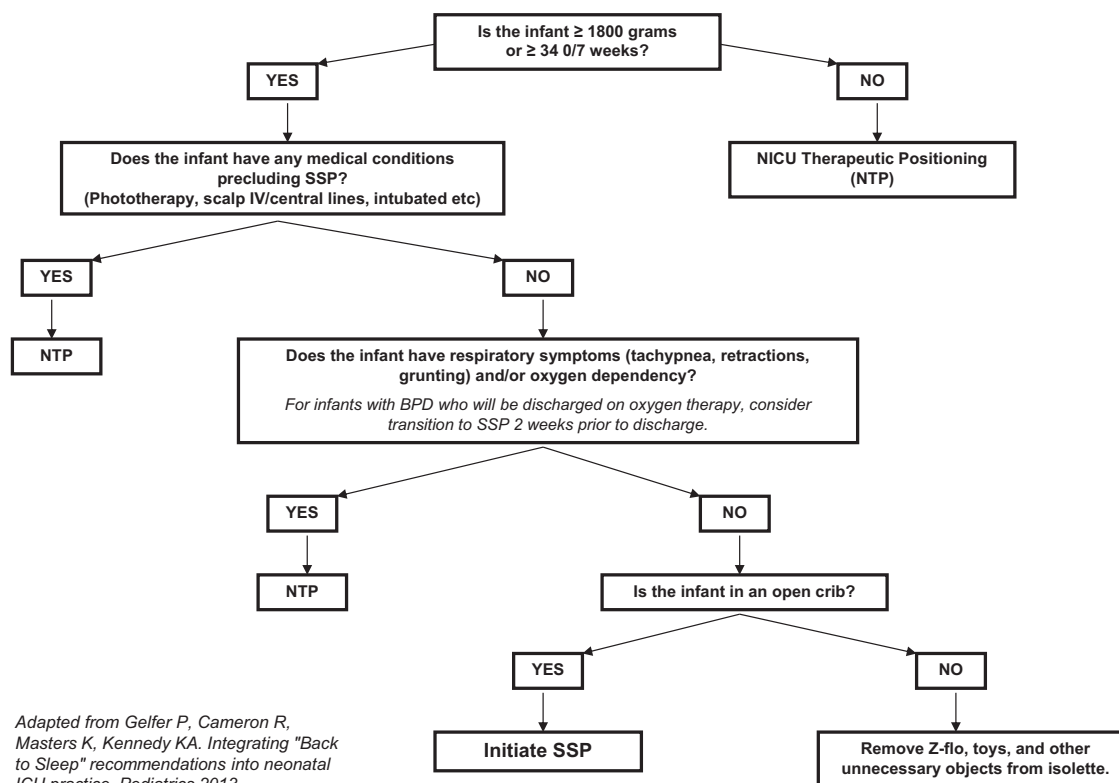 Is the infant ≥ 1800 grams
or ≥ 34 0/7 weeks?
YES
NO
Does the infant have any medical conditions
precluding SSP?
(Phototherapy, scalp IV/central lines, intubated etc)
NICU Therapeutic Positioning
(NTP)
YES
NO
NTP
Does the infant have respiratory symptoms (tachypnea, retractions,
grunting) and/or oxygen dependency?
For infants with BPD who will be discharged on oxygen therapy, consider
transition to SSP 2 weeks prior to discharge.
YES
NO
NTP
Is the infant in an open crib?
YES
NO
Initiate SSP
Remove Z-flo, toys, and other
unnecessary objects from isolette.
Adapted from Gelfer P, Cameron R,
Masters K, Kennedy KA. Integrating "Back
to Sleep" recommendations into neonatal
ICU practice. Pediatrics 2013